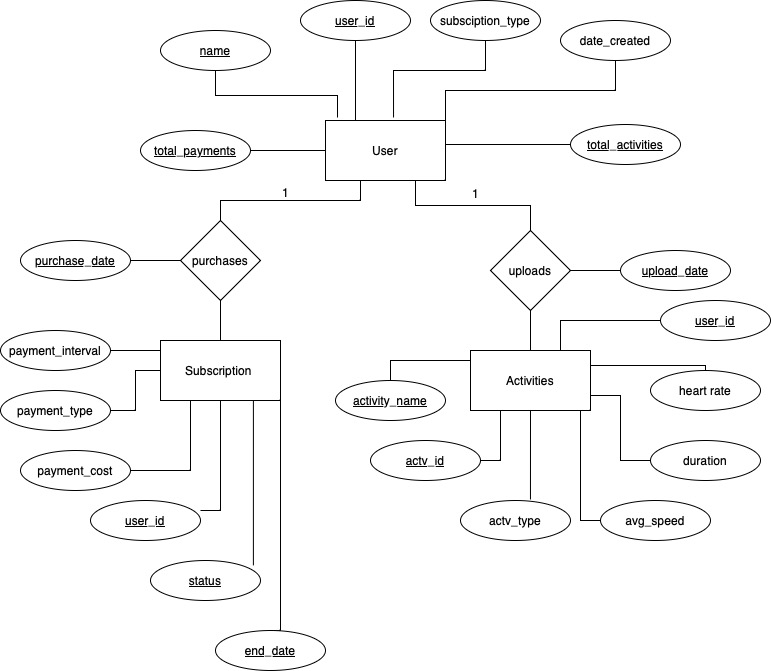 user_id
subsciption_type
name
date_created
total_payments
User
total_activities
1
1
purchase_date
purchases
uploads
upload_date
user_id
payment_interval
Subscription
Activities
heart rate
payment_type
activity_name
payment_cost
actv_id
duration
user_id
actv_type
avg_speed
status
end_date